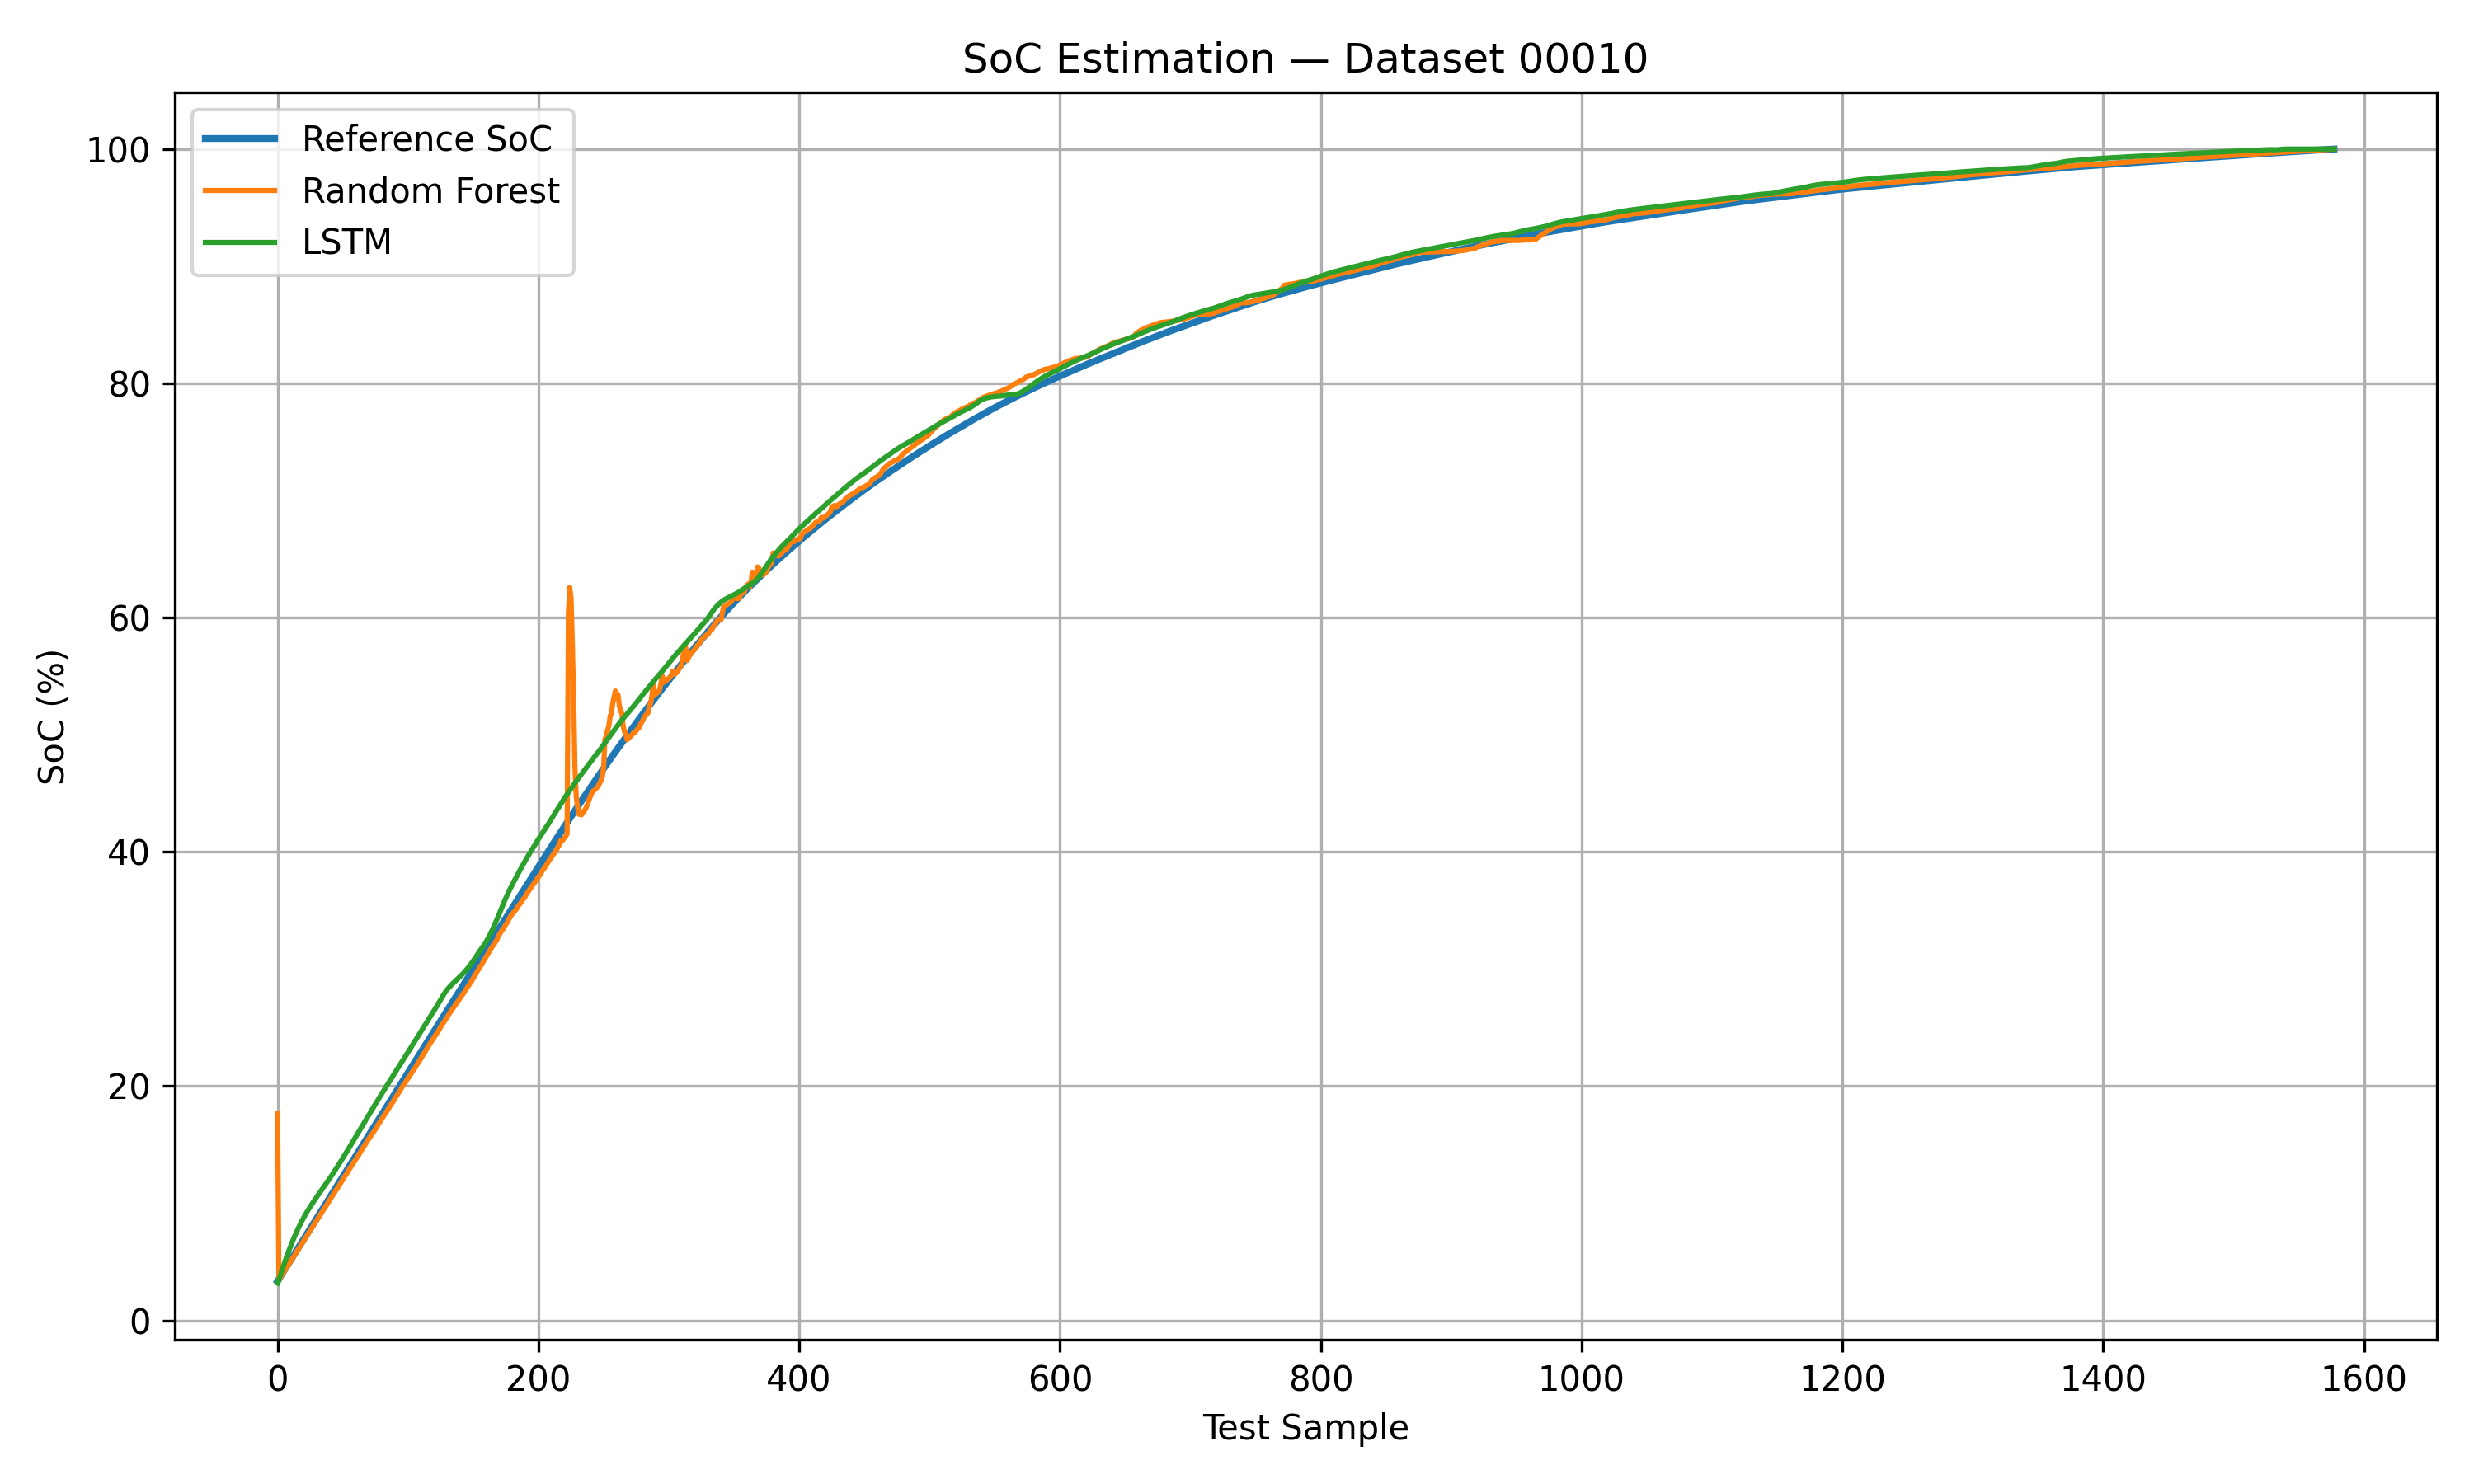 SoC Estimation — Dataset 00010
Reference SoC
Random Forest
LSTM
100
80
60
40
20
0
SoC (%)
0 200 400 600 800 1000 1200 1400 1600
Test Sample